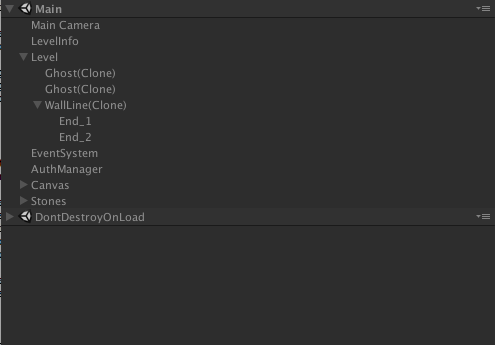 Main
Main Camera
LevelInfo
Level
Ghost(Clone)
Ghost(Clone)
WallLine(Clone)
End_1
End_2
EventSystem
AuthManager
Canvas
Stones
DontDestroyOnLoad